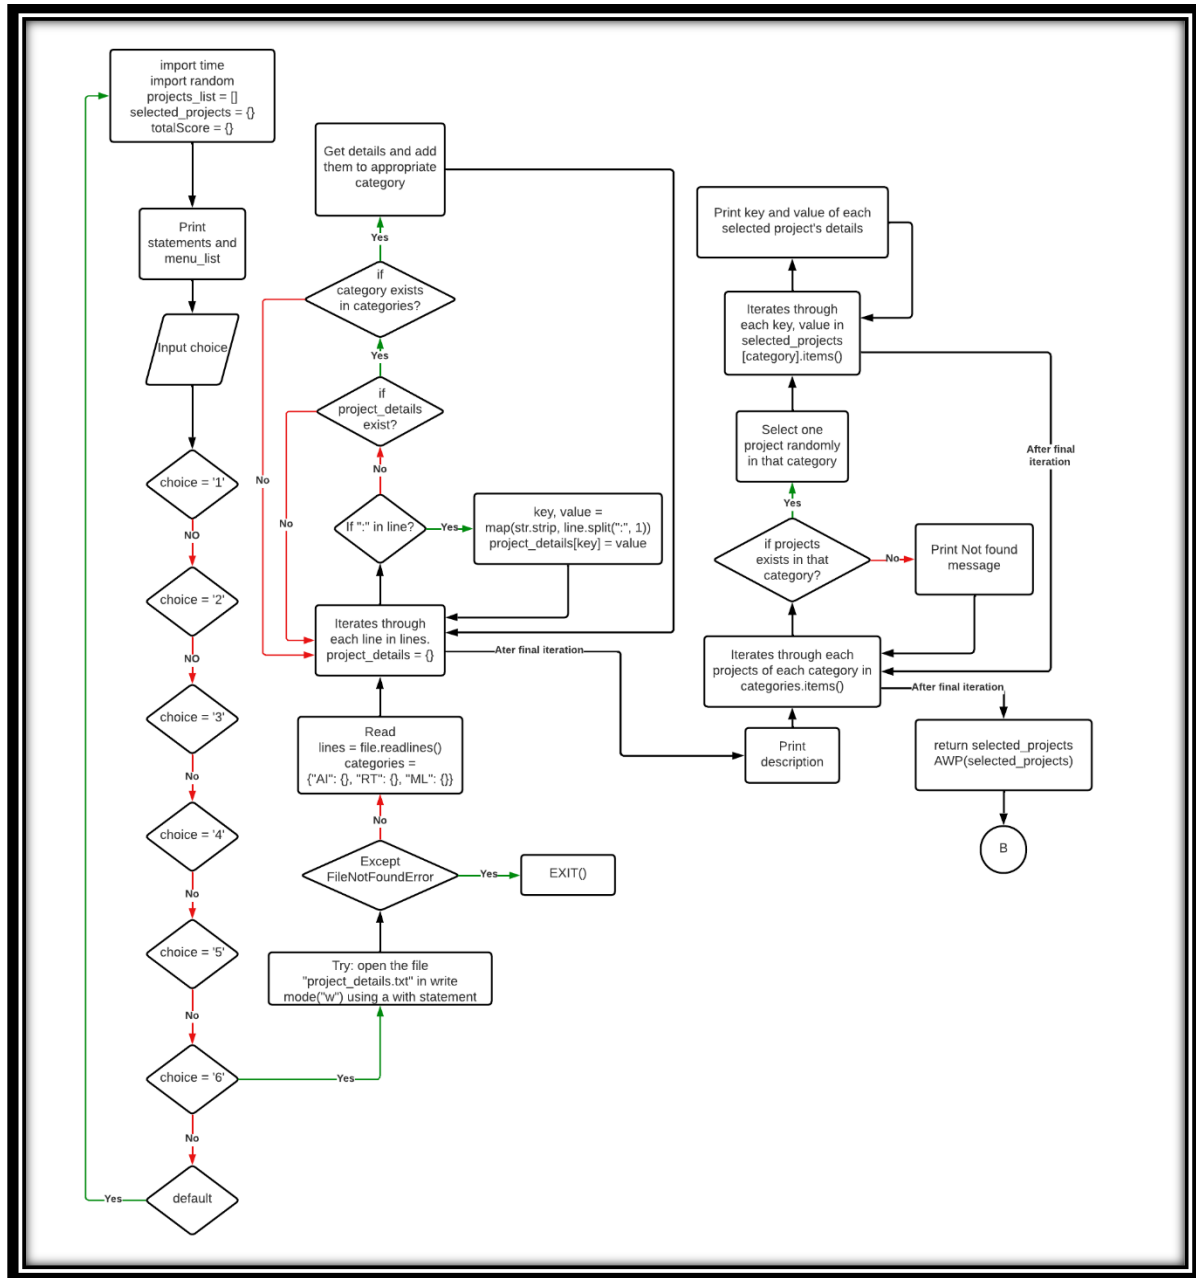 import time
import random
projects_list = []
selected_projects = {}
totalScore = {}
Print
statements and
menu_list
Input choice
choice = '1'
NO
choice = '2'
NO
choice = '3'
No
choice = '4'
No
choice = '5'
No
choice = '6'
Yes
No
default
Yes
Get details and add
them to appropriate
category
Yes
if
category exists
in categories?
No
Yes
if
project_details
exist?
No
No
If ":" in line?
Yes
key, value =
map(str.strip, line.split(":", 1))
project_details[key] = value
Iterates through
each line in lines.
project_details = {}
Ater final iteration
Read
lines = file.readlines()
categories =
{"AI": {}, "RT": {}, "ML": {}}
No
Except
FileNotFoundError
Yes
EXIT()
Try: open the file
"project_details.txt" in write
mode("w") using a with statement
Print key and value of each
selected project's details
Iterates through
each key, value in
selected_projects
[category].items()
After final
iteration
Select one
project randomly
in that category
Yes
if projects
exists in that
category?
No
Print Not found
message
Iterates through each
projects of each category in
categories.items()
After final iteration
Print
description
return selected_projects
AWP(selected_projects)
B